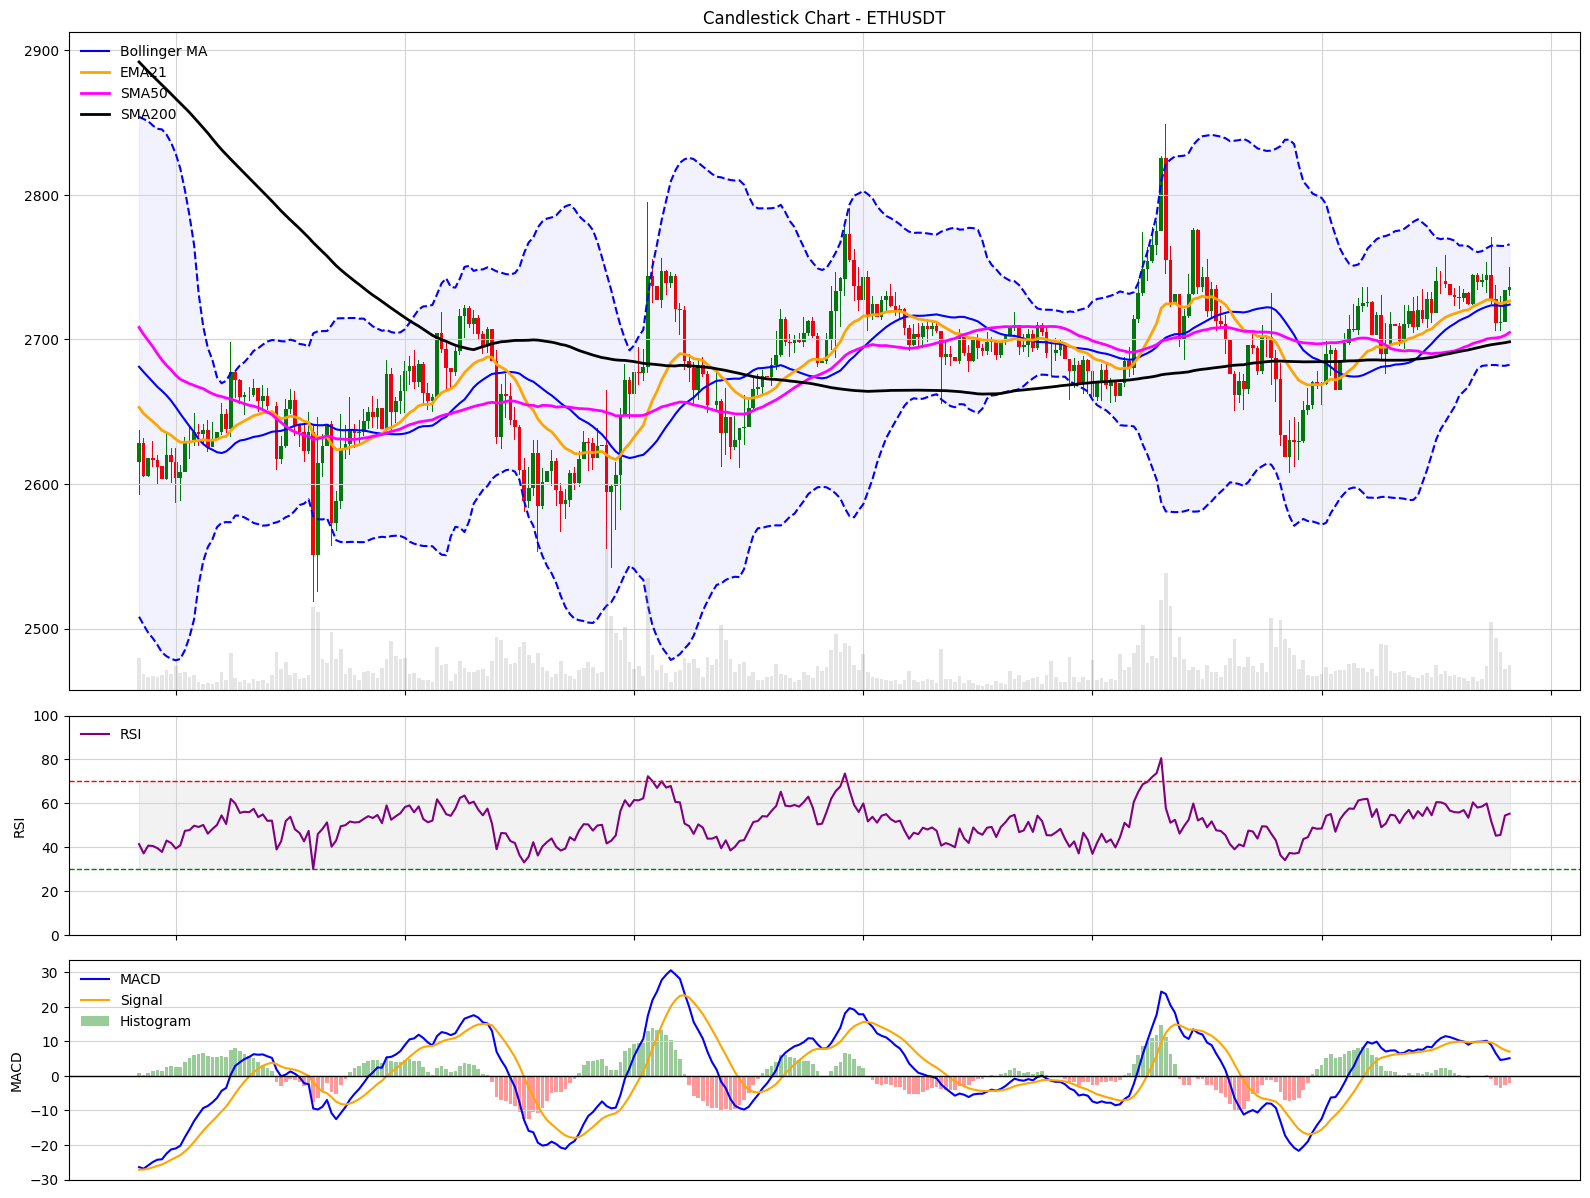 Candlestick Chart - ETHUSDT
2900
2800
2700
2600
2500
Bollinger MA
EMA21
SMA50
SMA200
100
80
60
40
20
0
RSI
RSI
30
20
10
0
−10
−20
−30
MACD
MACD
Signal
Histogram